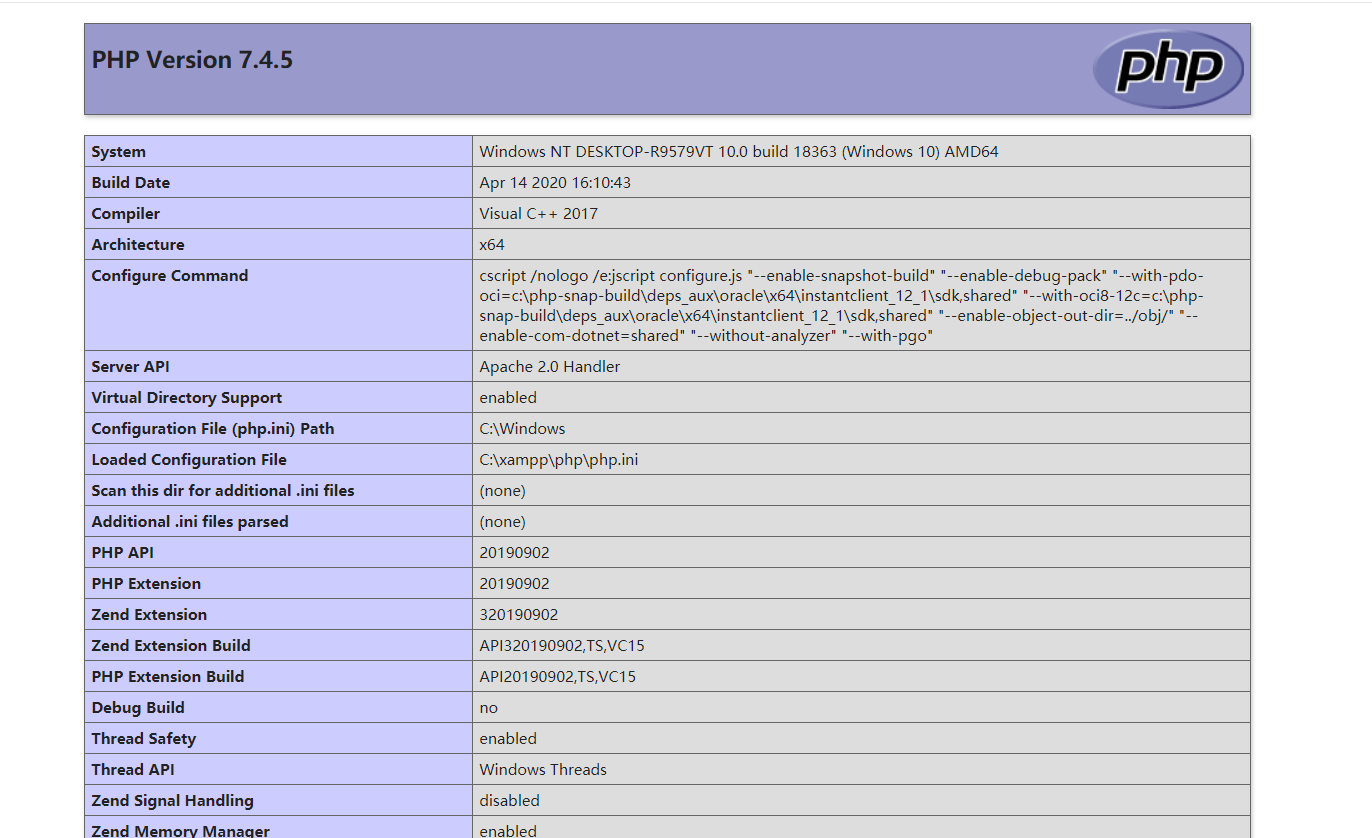 PHP Version 7.4.5
php
System Windows NT DESKTOP-R9579VT 10.0 build 18363 (Windows 10) AMD64
Build Date Apr 14 2020 16:10:43
Compiler Visual C++ 2017
Architecture x64
Configure Command cscript /nologo /e:jscript configure.js "--enable-snapshot-build" "--enable-debug-pack" "--with-pdo-
oci=c:\php-snap-build\deps_aux\oracle\x64\instantclient_12_1\sdk,shared" "--with-oci8-12c=c:\php-
snap-build\deps_aux\oracle\x64\instantclient_12_1\sdk,shared" "--enable-object-out-dir=../obj/" "--
enable-com-dotnet=shared" "--without-analyzer" "--with-pgo"
Server API Apache 2.0 Handler
Virtual Directory Support enabled
Configuration File (php.ini) Path C:\Windows
Loaded Configuration File C:\xampp\php\php.ini
Scan this dir for additional .ini files (none)
Additional .ini files parsed (none)
PHP API 20190902
PHP Extension 20190902
Zend Extension 320190902
Zend Extension Build API320190902,TS,VC15
PHP Extension Build API20190902,TS,VC15
Debug Build no
Thread Safety enabled
Thread API Windows Threads
Zend Signal Handling disabled
Zend Memory Manager enabled